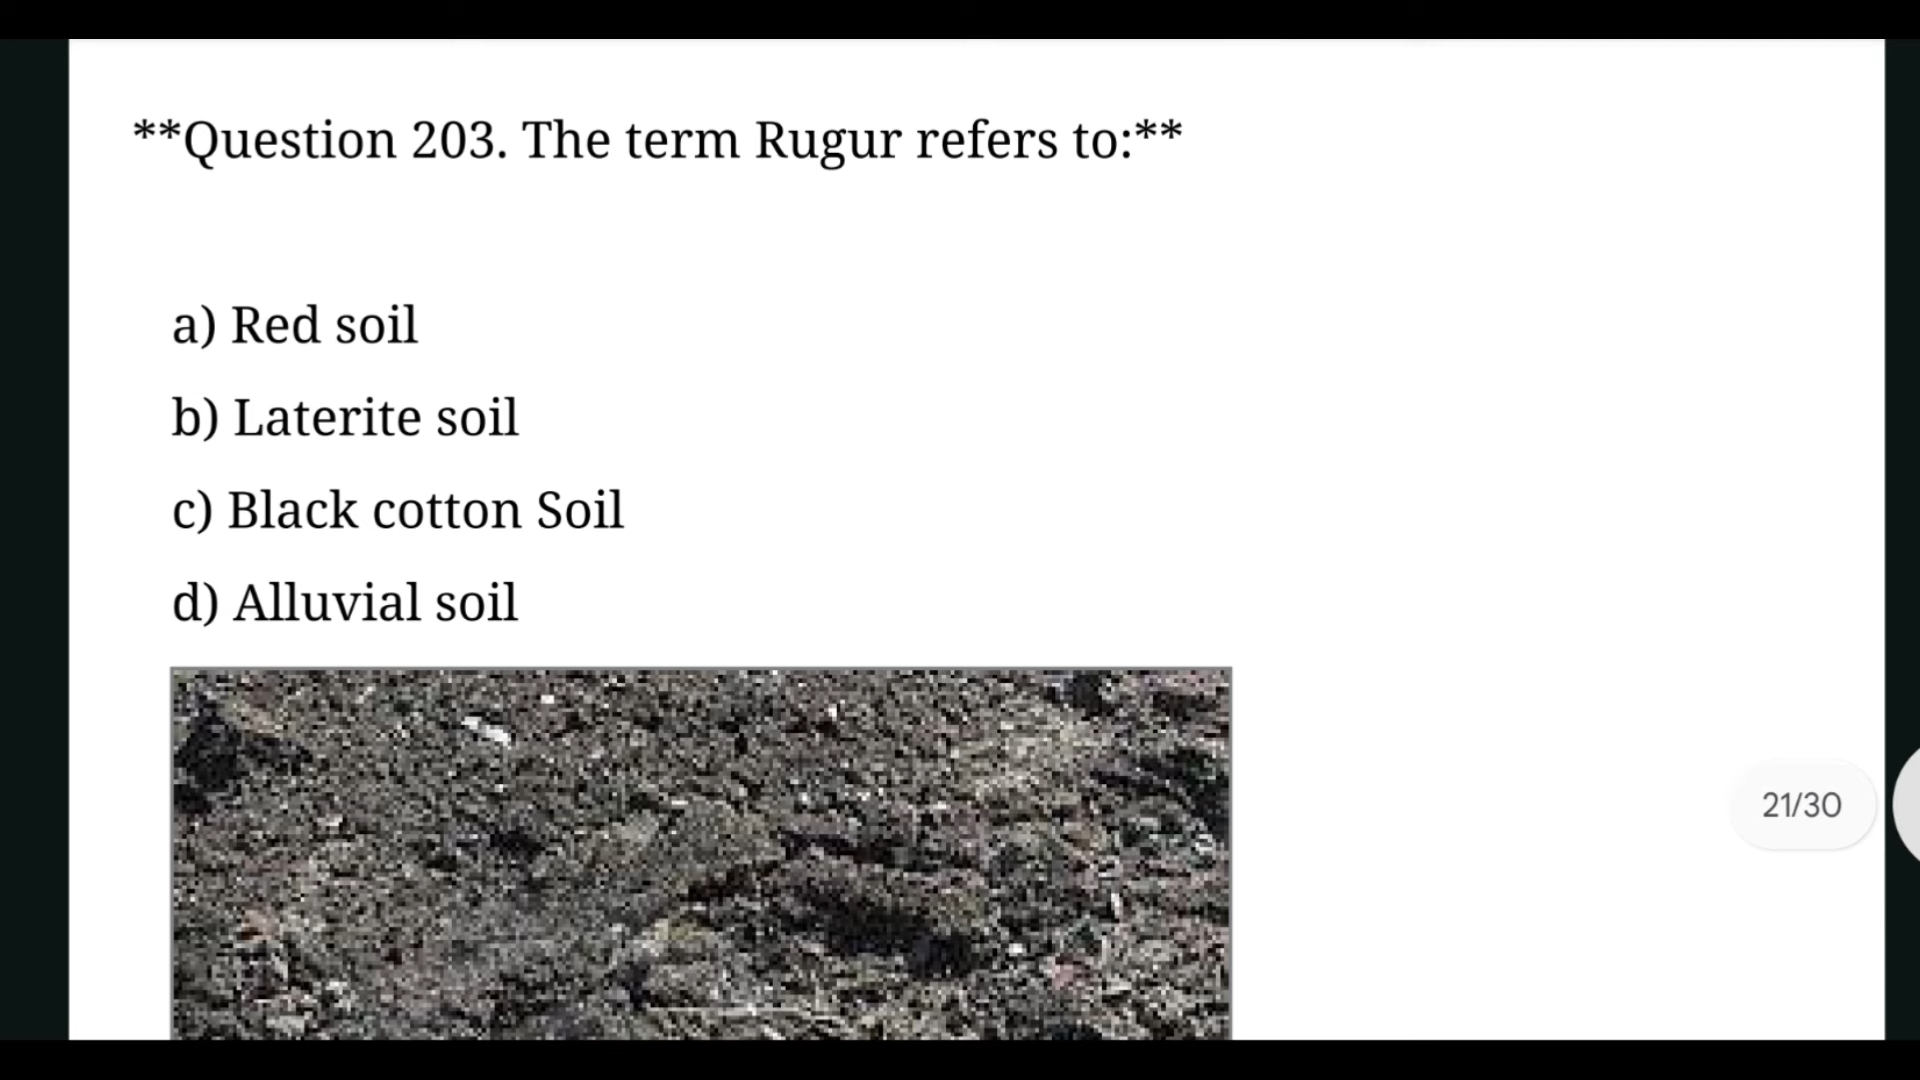 **Question 203. The term Rugur refers to:**
a) Red soil
b) Laterite soil
c) Black cotton Soil
d) Alluvial soil
21/30